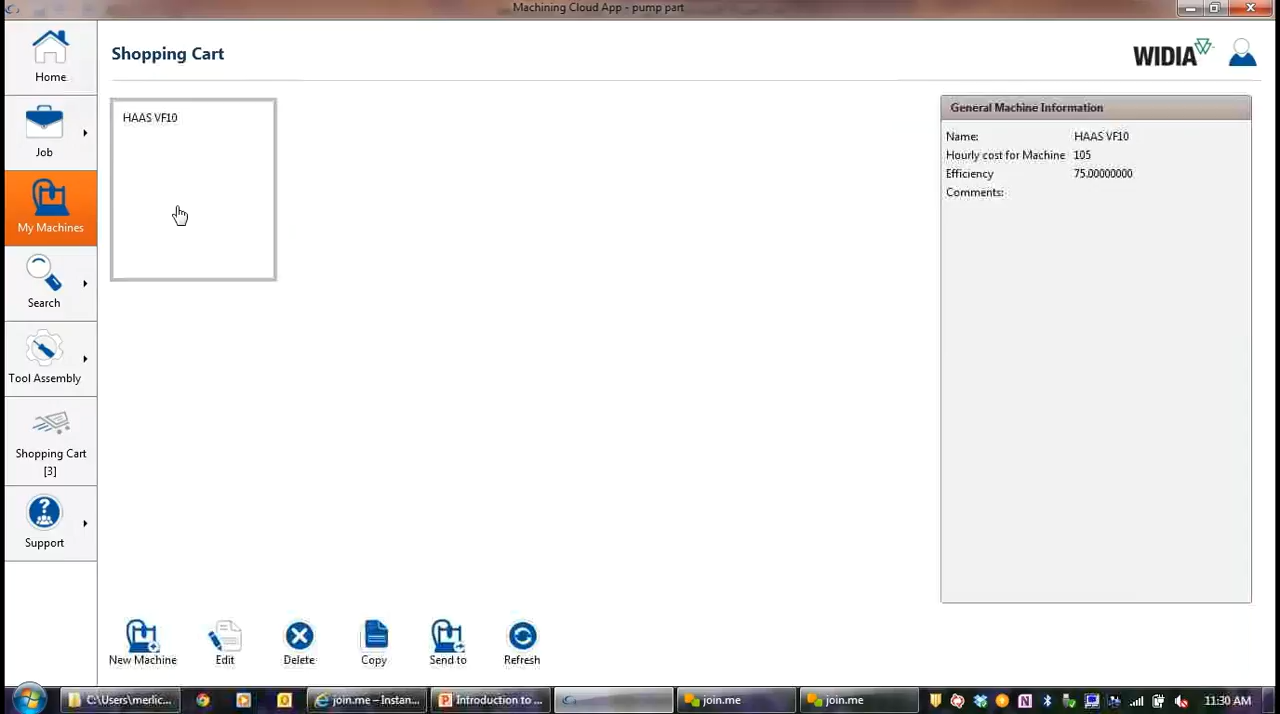 Machining Cloud App - pump part
Home
Job
My Machines
Search
Tool Assembly
Shopping Cart
[3]
Support
Shopping Cart
WIDIA
HAAS VF10
General Machine Information
Name: HAAS VF10
Hourly cost for Machine 105
Efficiency 75.00000000
Comments:
New Machine
Edit
Delete
Copy
Send to
Refresh
C:\Users\merlic...
join.me – Instan...
Introduction to ...
join.me
join.me
11:30 AM